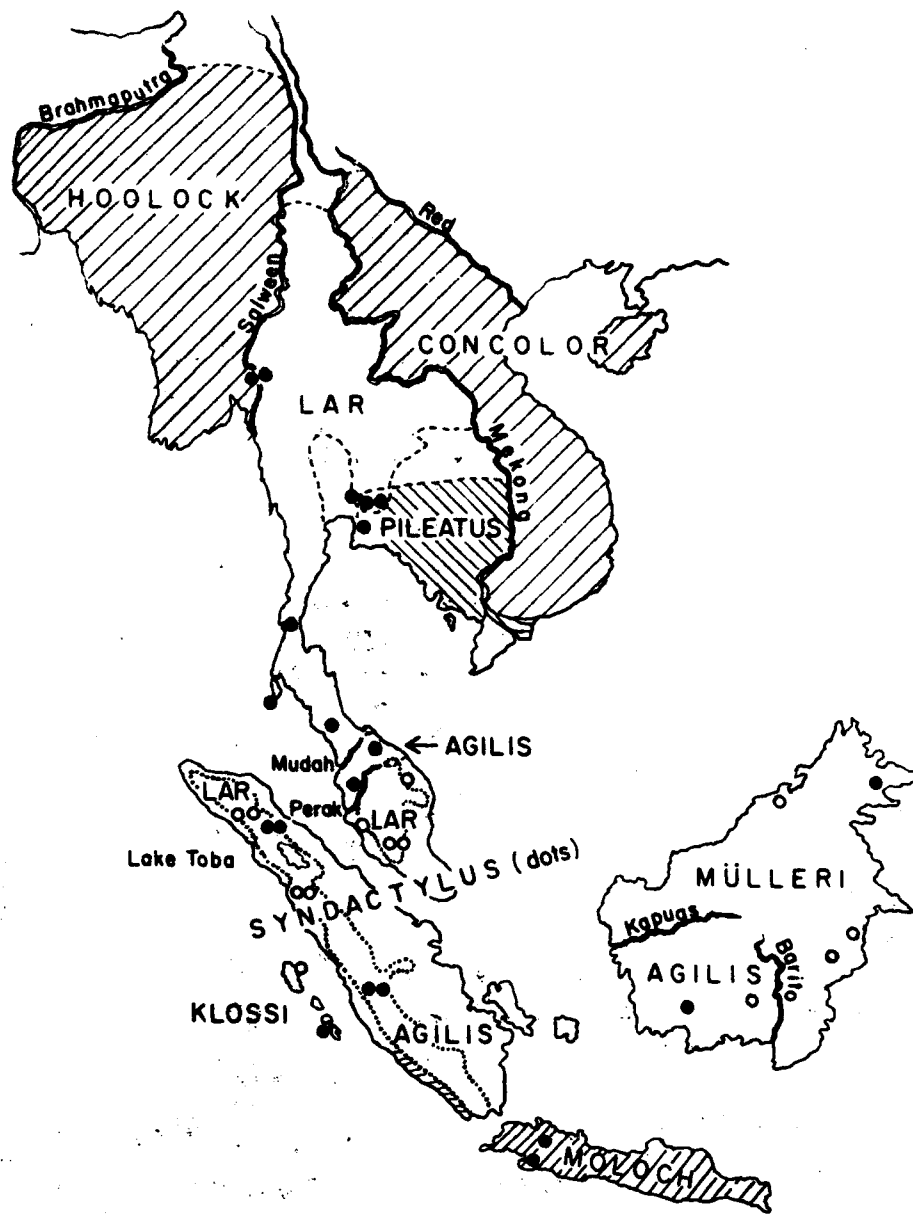 Brahmaputra
HOOLOCK
Red
Salween
CONCOLOR
LAR
Mekong
PILEATUS
AGILIS
Mudah
LAR
Perak
LAR
Lake Toba
SYNDACTYLUS (dots)
MÜLLERI
Kapuas
Barito
AGILIS
KLOSSI
AGILIS
MOLOCH